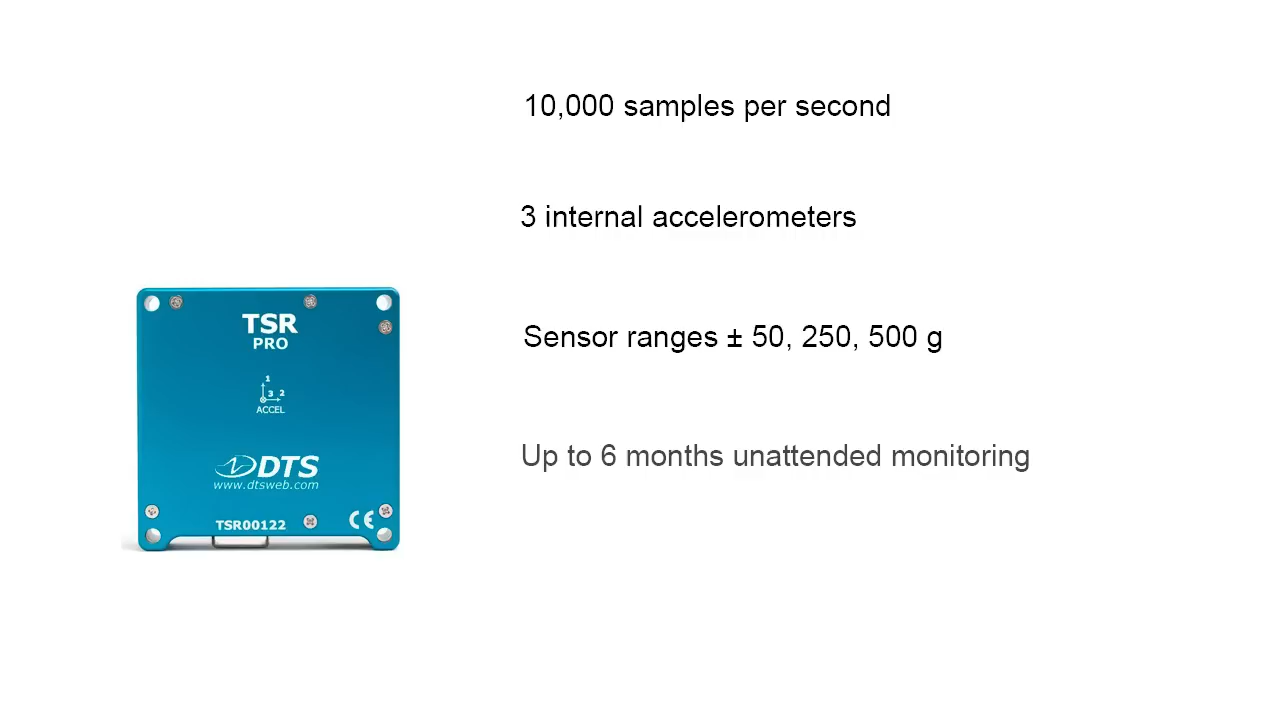 10,000 samples per second
3 internal accelerometers
Sensor ranges ± 50, 250, 500 g
Up to 6 months unattended monitoring
TSR
PRO
1
3 2
ACCEL
DTS
www.dtsweb.com
TSR00122
CE